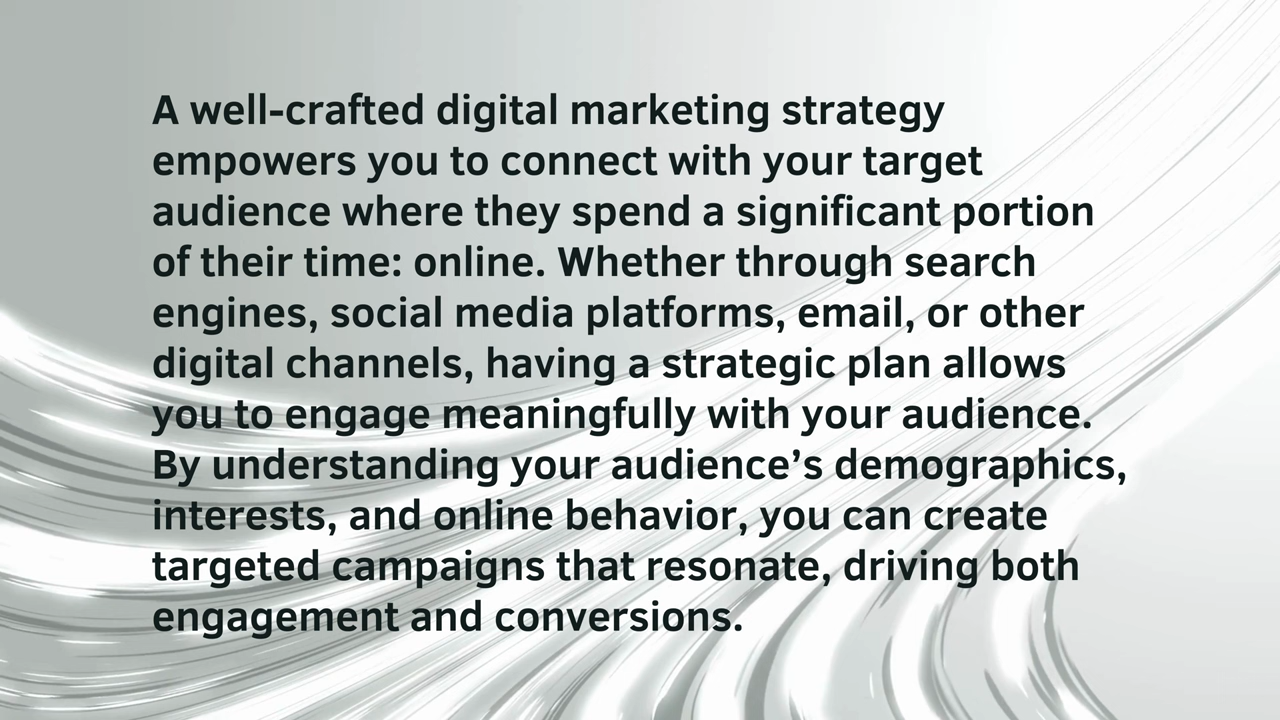 A well-crafted digital marketing strategy
empowers you to connect with your target
audience where they spend a significant portion
of their time: online. Whether through search
engines, social media platforms, email, or other
digital channels, having a strategic plan allows
you to engage meaningfully with your audience.
By understanding your audience’s demographics,
interests, and online behavior, you can create
targeted campaigns that resonate, driving both
engagement and conversions.